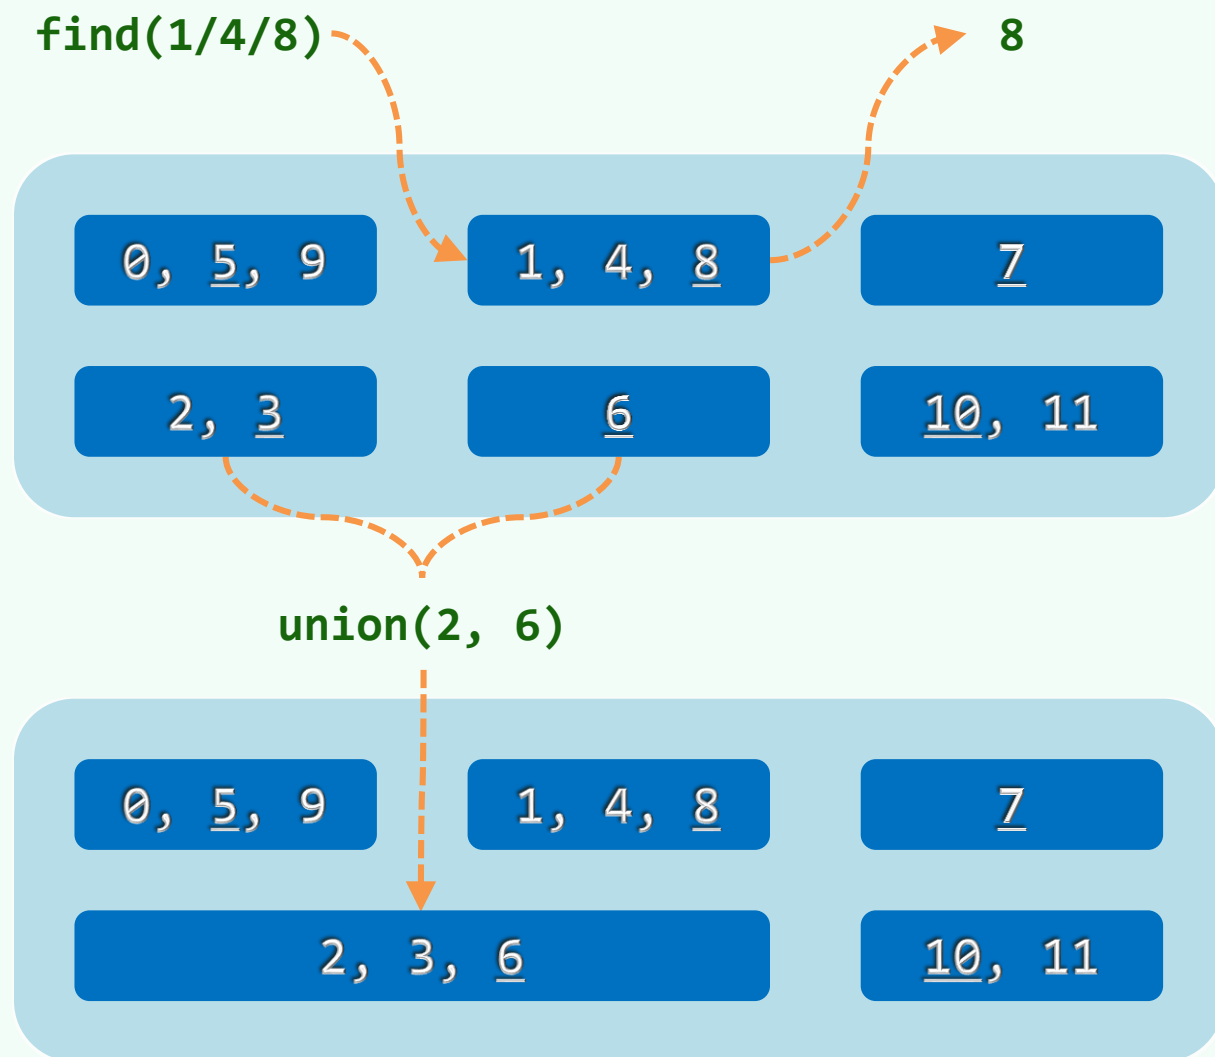 find(1/4/8) 8
0, 5, 9 1, 4, 8 7
2, 3 6 10, 11
union(2, 6)
0, 5, 9 1, 4, 8 7
2, 3, 6 10, 11